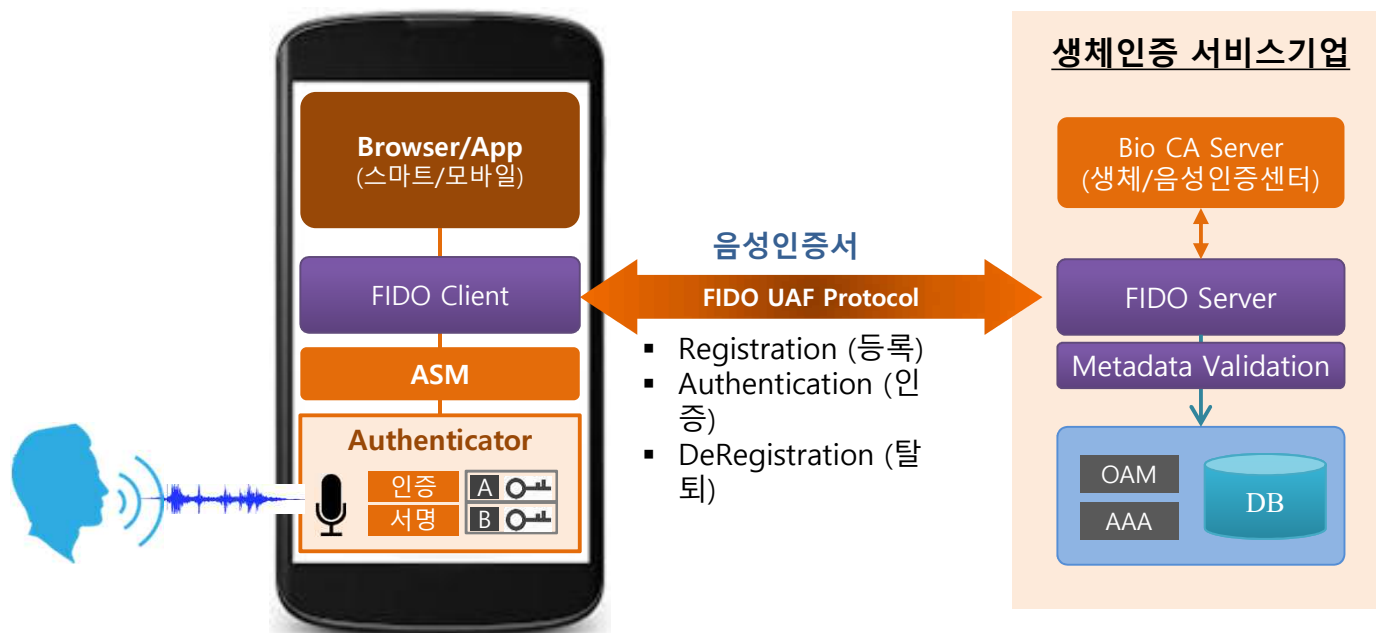 Browser/App
(스마트/모바일)
FIDO Client
ASM
Authenticator
인증 A
서명 B
음성인증서
FIDO UAF Protocol
▪ Registration (등록)
▪ Authentication (인
증)
▪ DeRegistration (탈
퇴)
생체인증 서비스기업
Bio CA Server
(생체/음성인증센터)
FIDO Server
Metadata Validation
OAM
AAA
DB